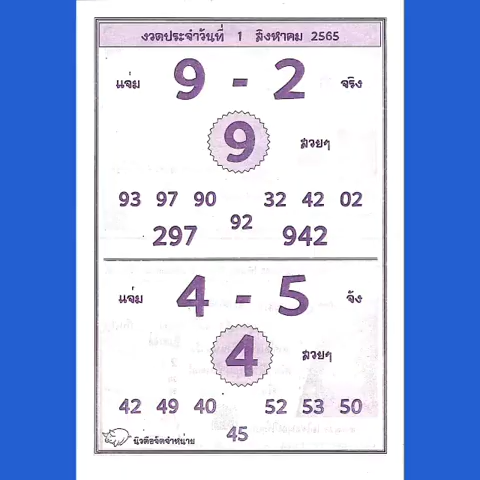 งวดประจำวันที่ 1 สิงหาคม 2565
แจ่ม 9 - 2 จริง
9 สวยๆ
93 97 90 32 42 02
92
297 942
แจ่ม 4 - 5 จัง
4 สวยๆ
42 49 40 52 53 50
45